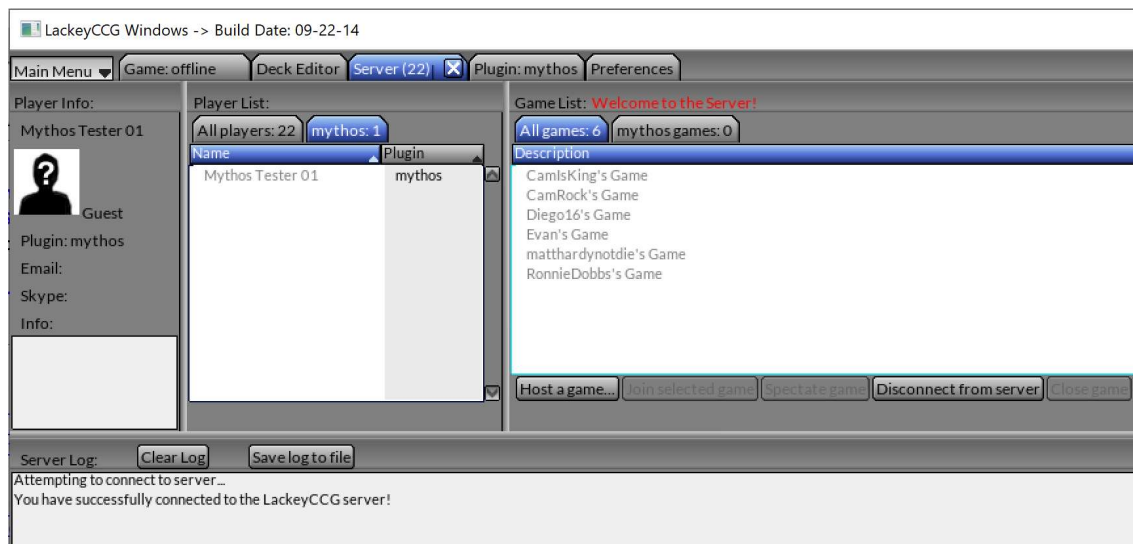 LackeyCCG Windows -> Build Date: 09-22-14
Main Menu Game: offline Deck Editor Server (22) Plugin: mythos Preferences
Player Info:
Mythos Tester 01
?
Guest
Plugin: mythos
Email:
Skype:
Info:
Player List:
All players: 22 mythos: 1
Name Plugin
Mythos Tester 01 mythos
Game List: Welcome to the Server!
All games: 6 mythos games: 0
Description
CamIsKing's Game
CamRock's Game
Diego16's Game
Evan's Game
matthardynotdie's Game
RonnieDobbs's Game
Host a game... Join selected game Spectate game Disconnect from server Close game
Server Log: Clear Log Save log to file
Attempting to connect to server...
You have successfully connected to the LackeyCCG server!